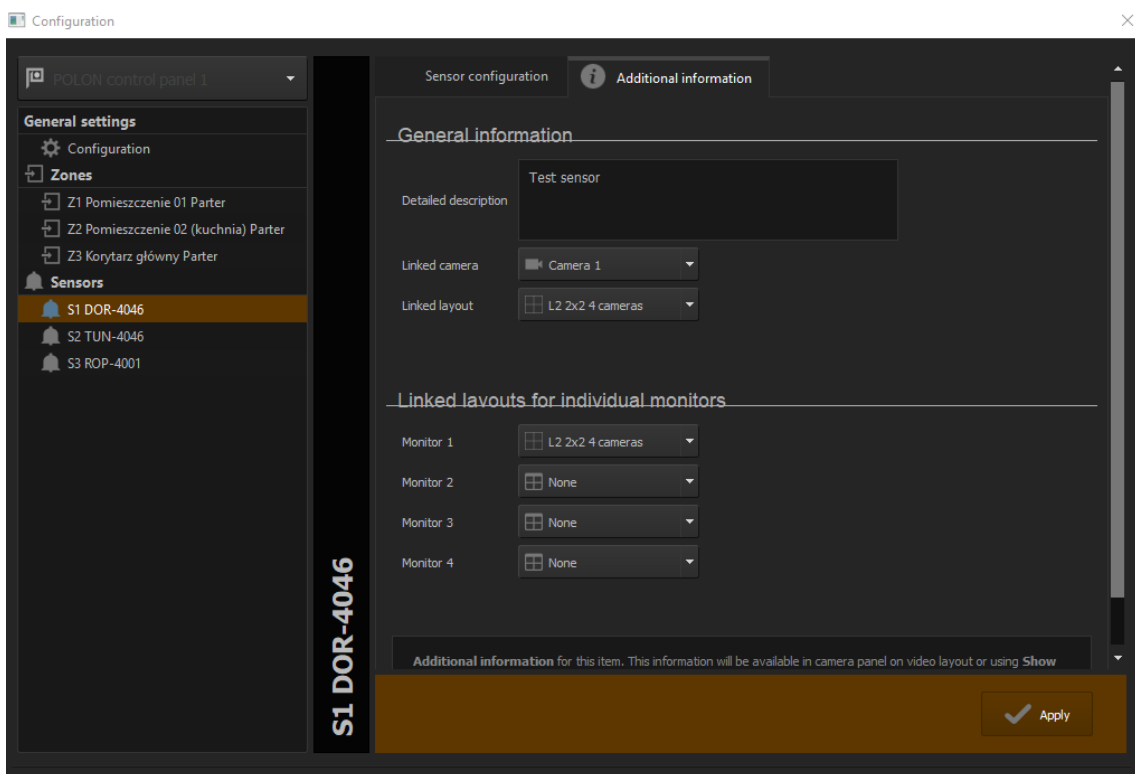 Configuration
POLON control panel 1
General settings
Configuration
Zones
Z1 Pomieszczenie 01 Parter
Z2 Pomieszczenie 02 (kuchnia) Parter
Z3 Korytarz główny Parter
Sensors
S1 DOR-4046
S2 TUN-4046
S3 ROP-4001
S1 DOR-4046
Sensor configuration
Additional information
General information
Detailed description
Test sensor
Linked camera
Camera 1
Linked layout
L2 2x2 4 cameras
Linked layouts for individual monitors
Monitor 1
L2 2x2 4 cameras
Monitor 2
None
Monitor 3
None
Monitor 4
None
Additional information for this item. This information will be available in camera panel on video layout or using Show
Apply